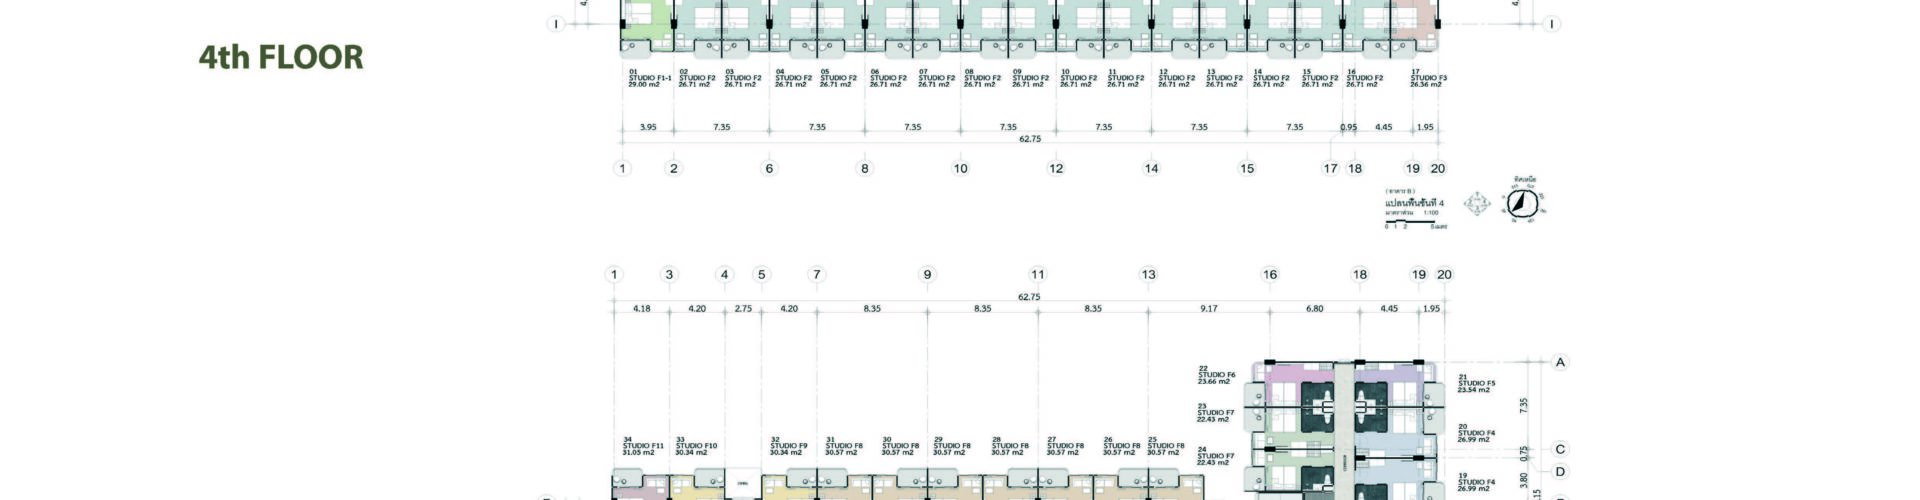 4.
4.
I
I
4th FLOOR
01
STUDIO F1-1
29.00 m2
02
STUDIO F2
26.71 m2
03
STUDIO F2
26.71 m2
04
STUDIO F2
26.71 m2
05
STUDIO F2
26.71 m2
06
STUDIO F2
26.71 m2
07
STUDIO F2
26.71 m2
08
STUDIO F2
26.71 m2
09
STUDIO F2
26.71 m2
10
STUDIO F2
26.71 m2
11
STUDIO F2
26.71 m2
12
STUDIO F2
26.71 m2
13
STUDIO F2
26.71 m2
14
STUDIO F2
26.71 m2
15
STUDIO F2
26.71 m2
16
STUDIO F2
26.71 m2
17
STUDIO F3
26.36 m2
3.95 7.35 7.35 7.35 7.35 7.35 7.35 7.35 0.95 4.45 1.95
62.75
1 2 6 8 10 12 14 15 17 18 19 20
ทิศเหนือ
(อาคาร B)
แปลนพื้นชั้นที่ 4
มาตราส่วน 1:100
0 1 2 5 เมตร
1 3 4 5 7 9 11 13 16 18 19 20
62.75
4.18 4.20 2.75 4.20 8.35 8.35 8.35 9.17 6.80 4.45 1.95
A
22
STUDIO F6
23.66 m2
21
STUDIO F5
23.54 m2
23
STUDIO F7
22.43 m2
7.35
20
STUDIO F4
26.99 m2
24
STUDIO F7
22.43 m2
0.75
C
D
19
STUDIO F4
26.99 m2
3.80
.15
34
STUDIO F11
31.05 m2
33
STUDIO F10
30.34 m2
32
STUDIO F9
30.34 m2
31
STUDIO F8
30.57 m2
30
STUDIO F8
30.57 m2
29
STUDIO F8
30.57 m2
28
STUDIO F8
30.57 m2
27
STUDIO F8
30.57 m2
26
STUDIO F8
30.57 m2
25
STUDIO F8
30.57 m2